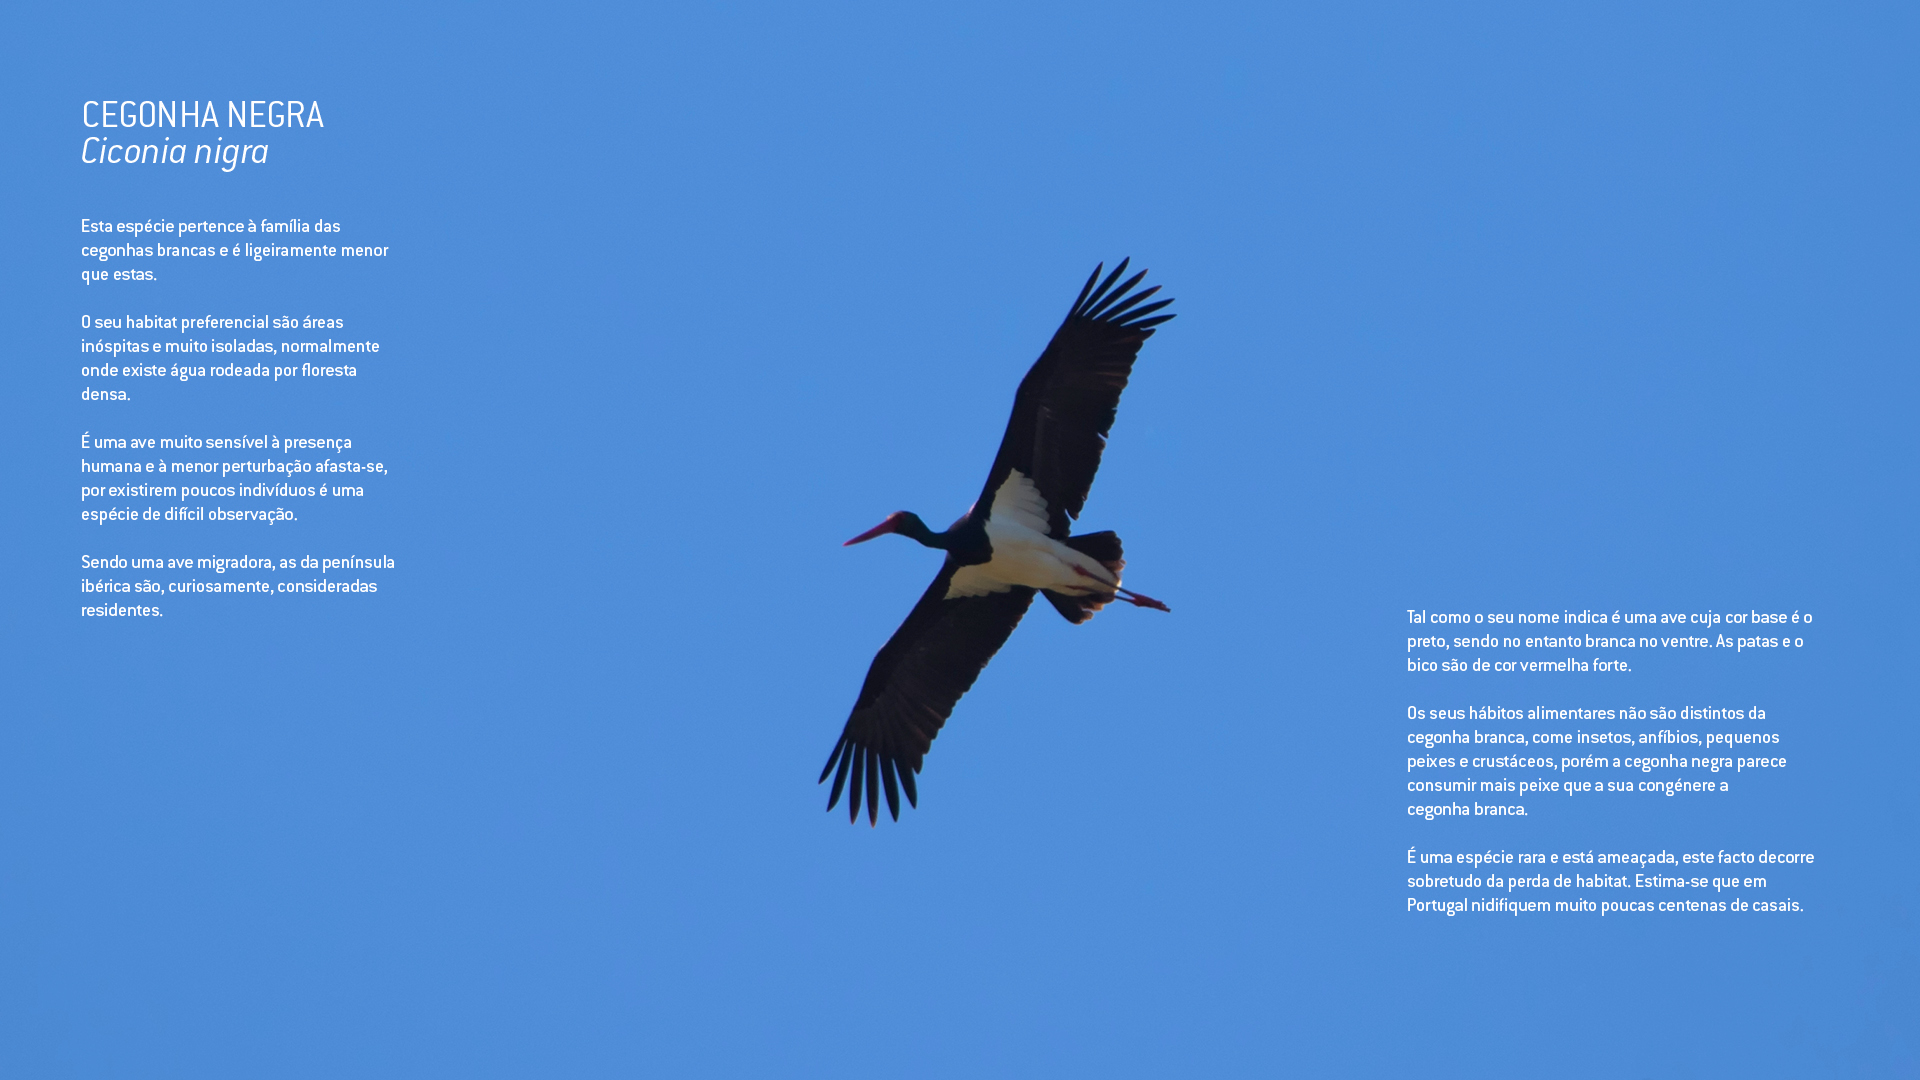 CEGONHA NEGRA
Ciconia nigra
Esta espécie pertence à família das
cegonhas brancas e é ligeiramente menor
que estas.
O seu habitat preferencial são áreas
inóspitas e muito isoladas, normalmente
onde existe água rodeada por floresta
densa.
É uma ave muito sensível à presença
humana e à menor perturbação afasta-se,
por existirem poucos indivíduos é uma
espécie de difícil observação.
Sendo uma ave migradora, as da península
ibérica são, curiosamente, consideradas
residentes.
Tal como o seu nome indica é uma ave cuja cor base é o
preto, sendo no entanto branca no ventre. As patas e o
bico são de cor vermelha forte.
Os seus hábitos alimentares não são distintos da
cegonha branca, come insetos, anfíbios, pequenos
peixes e crustáceos, porém a cegonha negra parece
consumir mais peixe que a sua congénere a
cegonha branca.
É uma espécie rara e está ameaçada, este facto decorre
sobretudo da perda de habitat. Estima-se que em
Portugal nidifiquem muito poucas centenas de casais.